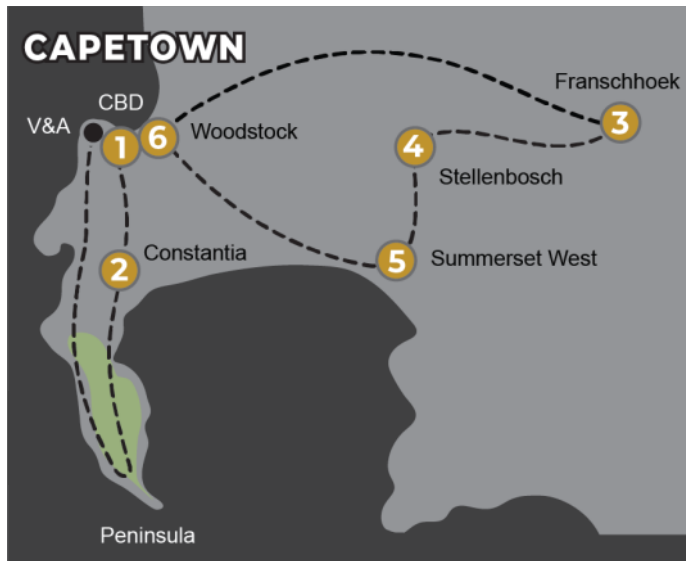 CAPETOWN
CBD
V&A
1
6
Woodstock
Franschhoek
3
4
Stellenbosch
2
Constantia
5
Summerset West
Peninsula